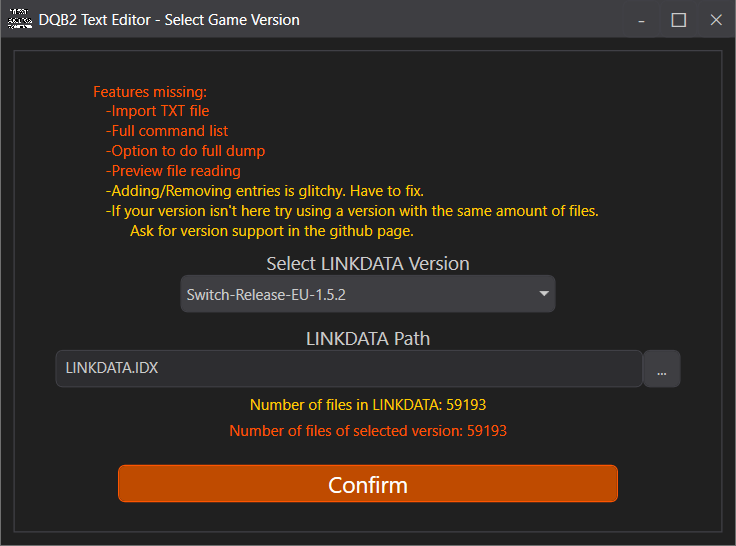 DQB2 Text Editor - Select Game Version
Features missing:
-Import TXT file
-Full command list
-Option to do full dump
-Preview file reading
-Adding/Removing entries is glitchy. Have to fix.
-If your version isn't here try using a version with the same amount of files.
Ask for version support in the github page.
Select LINKDATA Version
Switch-Release-EU-1.5.2
LINKDATA Path
LINKDATA.IDX
...
Number of files in LINKDATA: 59193
Number of files of selected version: 59193
Confirm